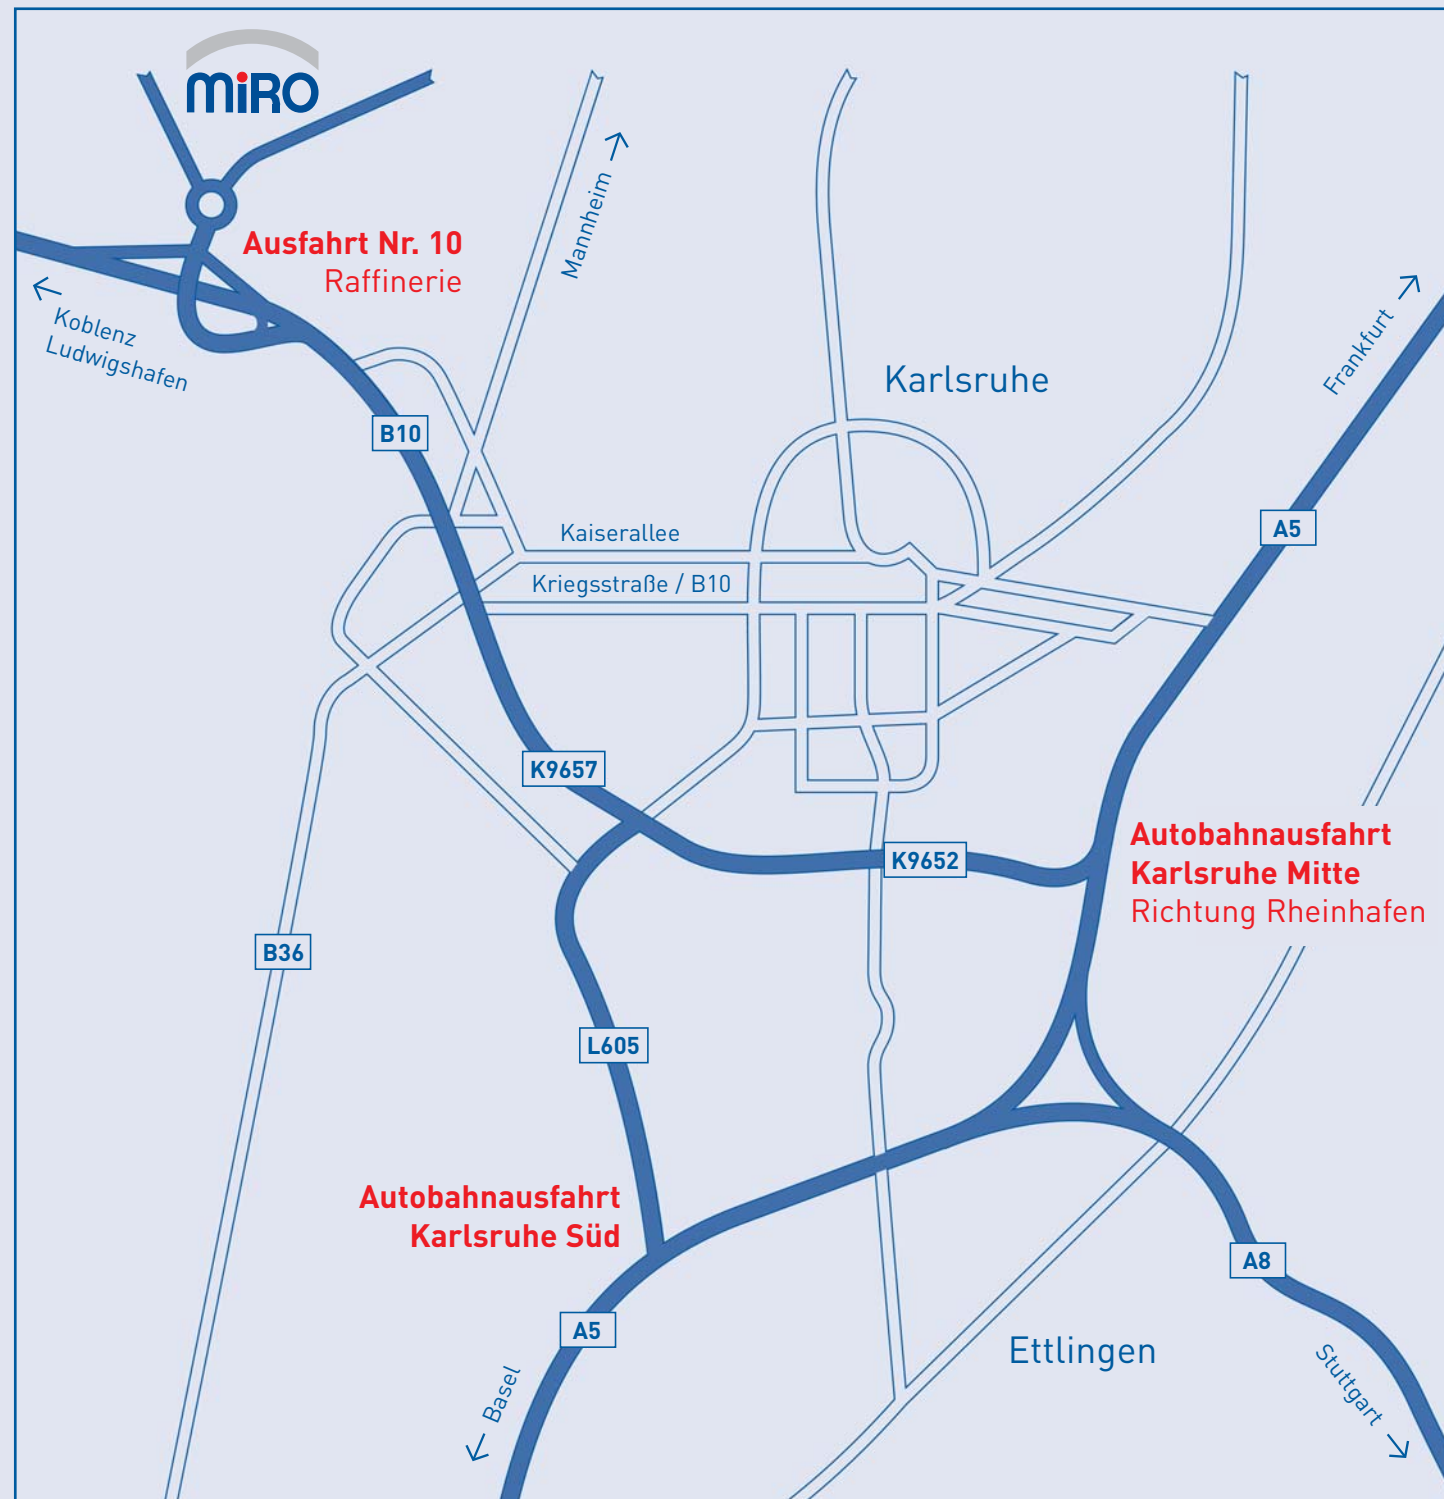 miRO
Ausfahrt Nr. 10
Raffinerie
Mannheim
Koblenz
Ludwigshafen
Frankfurt
Karlsruhe
B10
A5
Kaiserallee
Kriegsstraße / B10
K9657
Autobahnausfahrt
Karlsruhe Mitte
Richtung Rheinhafen
K9652
B36
L605
Autobahnausfahrt
Karlsruhe Süd
A8
A5
Ettlingen
Basel
Stuttgart